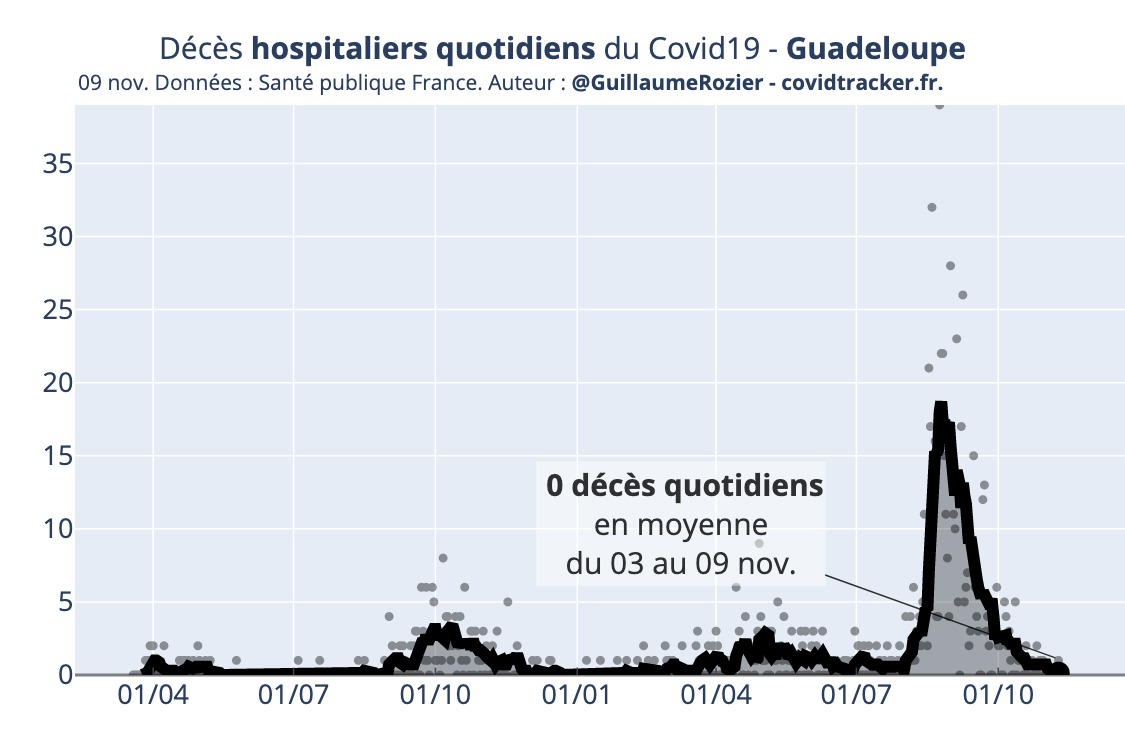 Décès hospitaliers quotidiens du Covid19 - Guadeloupe
09 nov. Données : Santé publique France. Auteur : @GuillaumeRozier - covidtracker.fr.
35
30
25
20
15
0 décès quotidiens
en moyenne
10
du 03 au 09 nov.
5
0
01/04 01/07 01/10 01/01 01/04 01/07 01/10